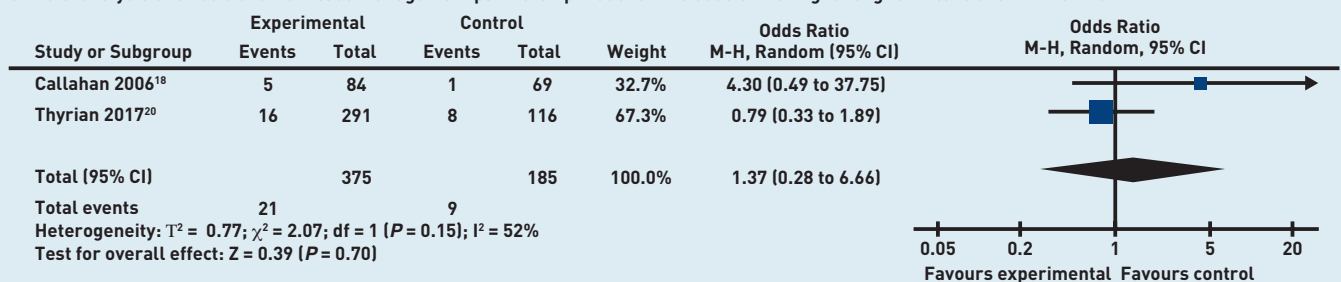 Experimental Control Odds Ratio Odds Ratio
Study or Subgroup Events Total Events Total Weight M-H, Random (95% CI) M-H, Random, 95% CI
Callahan 2006¹⁸ 5 84 1 69 32.7% 4.30 (0.49 to 37.75)
Thyrian 2017²⁰ 16 291 8 116 67.3% 0.79 (0.33 to 1.89)
Total (95% CI) 375 185 100.0% 1.37 (0.28 to 6.66)
Total events 21 9
Heterogeneity: T² = 0.77; χ² = 2.07; df = 1 (P = 0.15); I² = 52%
Test for overall effect: Z = 0.39 (P = 0.70)
0.05 0.2 1 5 20
Favours experimental Favours control